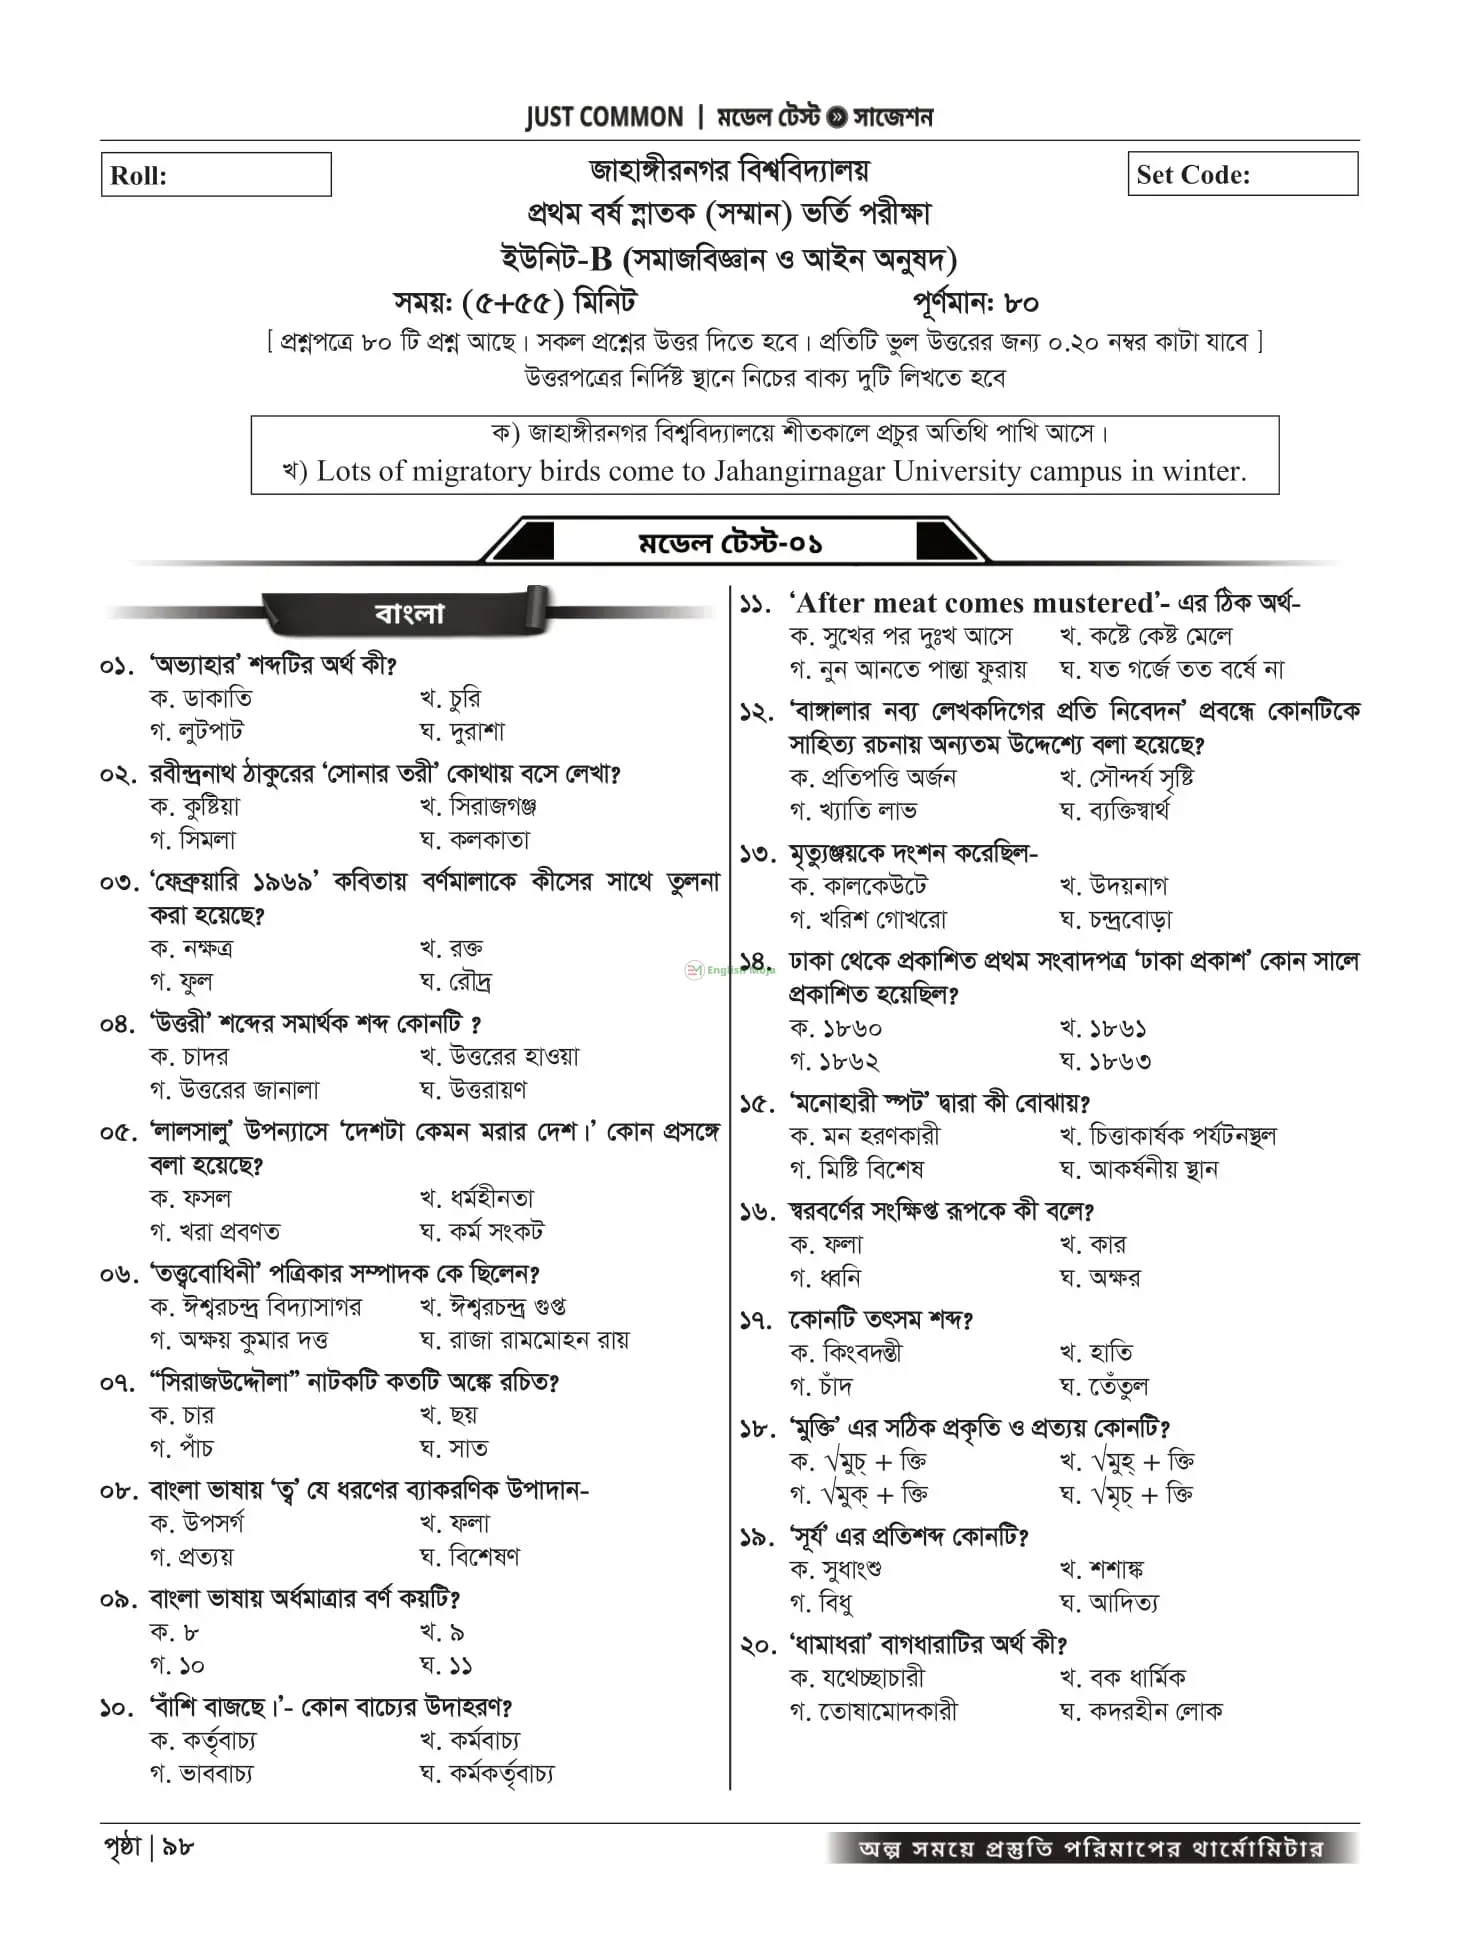 JUST COMMON | মডেল টেস্ট » সাজেশন
Roll:
জাহাঙ্গীরনগর বিশ্ববিদ্যালয়
Set Code:
প্রথম বর্ষ স্নাতক (সম্মান) ভর্তি পরীক্ষা
ইউনিট-B (সমাজবিজ্ঞান ও আইন অনুষদ)
সময়: (৫+৫৫) মিনিট পূর্ণমান: ৮০
[ প্রশ্নপত্রে ৮০ টি প্রশ্ন আছে। সকল প্রশ্নের উত্তর দিতে হবে। প্রতিটি ভুল উত্তরের জন্য ০.২০ নম্বর কাটা যাবে ]
উত্তরপত্রের নির্দিষ্ট স্থানে নিচের বাক্য দুটি লিখতে হবে
ক) জাহাঙ্গীরনগর বিশ্ববিদ্যালয়ে শীতকালে প্রচুর অতিথি পাখি আসে।
খ) Lots of migratory birds come to Jahangirnagar University campus in winter.
মডেল টেস্ট-০১
বাংলা
০১. ‘অভ্যাহার’ শব্দটির অর্থ কী?
ক. ডাকাতি খ. চুরি
গ. লুটপাট ঘ. দুরাশা
০২. রবীন্দ্রনাথ ঠাকুরের ‘সোনার তরী’ কোথায় বসে লেখা?
ক. কুষ্টিয়া খ. সিরাজগঞ্জ
গ. সিমলা ঘ. কলকাতা
০৩. ‘ফেব্রুয়ারি ১৯৬৯’ কবিতায় বর্ণমালাকে কীসের সাথে তুলনা
করা হয়েছে?
ক. নক্ষত্র খ. রক্ত
গ. ফুল ঘ. রৌদ্র
০৪. ‘উত্তরী’ শব্দের সমার্থক শব্দ কোনটি ?
ক. চাদর খ. উত্তরের হাওয়া
গ. উত্তরের জানালা ঘ. উত্তরায়ণ
০৫. ‘লালসালু’ উপন্যাসে ‘দেশটা কেমন মরার দেশ।’ কোন প্রসঙ্গে
বলা হয়েছে?
ক. ফসল খ. ধর্মহীনতা
গ. খরা প্রবণত ঘ. কর্ম সংকট
০৬. ‘তত্ত্ববোধিনী’ পত্রিকার সম্পাদক কে ছিলেন?
ক. ঈশ্বরচন্দ্র বিদ্যাসাগর খ. ঈশ্বরচন্দ্র গুপ্ত
গ. অক্ষয় কুমার দত্ত ঘ. রাজা রামমোহন রায়
০৭. “সিরাজউদ্দৌলা” নাটকটি কতটি অঙ্কে রচিত?
ক. চার খ. ছয়
গ. পাঁচ ঘ. সাত
০৮. বাংলা ভাষায় ‘ত্ব’ যে ধরণের ব্যাকরণিক উপাদান-
ক. উপসর্গ খ. ফলা
গ. প্রত্যয় ঘ. বিশেষণ
০৯. বাংলা ভাষায় অর্ধমাত্রার বর্ণ কয়টি?
ক. ৮ খ. ৯
গ. ১০ ঘ. ১১
১০. ‘বাঁশি বাজছে।’- কোন বাচ্যের উদাহরণ?
ক. কর্তৃবাচ্য খ. কর্মবাচ্য
গ. ভাববাচ্য ঘ. কর্মকর্তৃবাচ্য
১১. ‘After meat comes mustered’- এর ঠিক অর্থ-
ক. সুখের পর দুঃখ আসে খ. কষ্টে কেষ্ট মেলে
গ. নুন আনতে পান্তা ফুরায় ঘ. যত গর্জে তত বর্ষে না
১২. ‘বাঙ্গালার নব্য লেখকদিগের প্রতি নিবেদন’ প্রবন্ধে কোনটিকে
সাহিত্য রচনায় অন্যতম উদ্দেশ্যে বলা হয়েছে?
ক. প্রতিপত্তি অর্জন খ. সৌন্দর্য সৃষ্টি
গ. খ্যাতি লাভ ঘ. ব্যক্তিস্বার্থ
১৩. মৃত্যুঞ্জয়কে দংশন করেছিল-
ক. কালকেউটে খ. উদয়নাগ
গ. খরিশ গোখরো ঘ. চন্দ্রবোড়া
১৪. ঢাকা থেকে প্রকাশিত প্রথম সংবাদপত্র ‘ঢাকা প্রকাশ’ কোন সালে
প্রকাশিত হয়েছিল?
ক. ১৮৬০ খ. ১৮৬১
গ. ১৮৬২ ঘ. ১৮৬৩
১৫. ‘মনোহারী স্পট’ দ্বারা কী বোঝায়?
ক. মন হরণকারী খ. চিত্তাকার্ষক পর্যটনস্থল
গ. মিষ্টি বিশেষ ঘ. আকর্ষনীয় স্থান
১৬. স্বরবর্ণের সংক্ষিপ্ত রূপকে কী বলে?
ক. ফলা খ. কার
গ. ধ্বনি ঘ. অক্ষর
১৭. কোনটি তৎসম শব্দ?
ক. কিংবদন্তী খ. হাতি
গ. চাঁদ ঘ. তেঁতুল
১৮. ‘মুক্তি’ এর সঠিক প্রকৃতি ও প্রত্যয় কোনটি?
ক. √মুচ্ + ক্তি খ. √মুহ্ + ক্তি
গ. √মুক্ + ক্তি ঘ. √মৃচ্ + ক্তি
১৯. ‘সূর্য’ এর প্রতিশব্দ কোনটি?
ক. সুধাংশু খ. শশাঙ্ক
গ. বিধু ঘ. আদিত্য
২০. ‘ধামাধরা’ বাগধারাটির অর্থ কী?
ক. যথেচ্ছাচারী খ. বক ধার্মিক
গ. তোষামোদকারী ঘ. কদরহীন লোক
EM English Moja
পৃষ্ঠা | ৯৮
অল্প সময়ে প্রস্তুতি পরিমাপের থার্মোমিটার